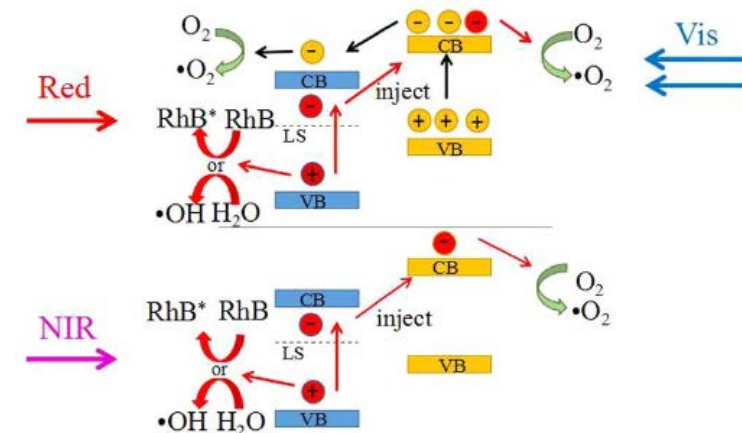 O₂
•O₂
CB
CB
O₂
•O₂
Vis
Red
RhB* RhB
LS
inject
or
VB
VB
•OH H₂O
CB
CB
O₂
•O₂
NIR
RhB* RhB
LS
inject
or
VB
VB
•OH H₂O